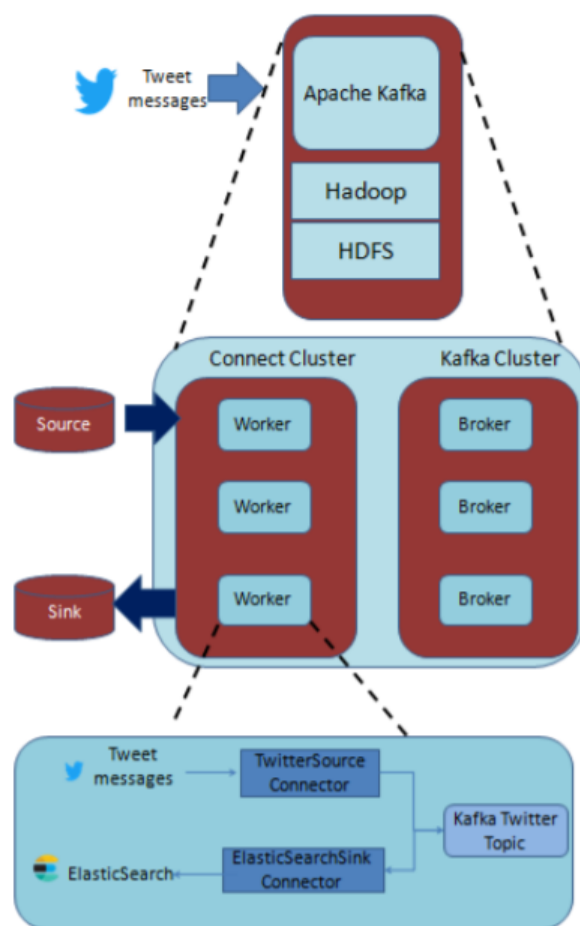 Tweet
messages
Apache Kafka
Hadoop
HDFS
Connect Cluster
Kafka Cluster
Source
Worker
Broker
Worker
Broker
Sink
Worker
Broker
Tweet
messages
TwitterSource
Connector
Kafka Twitter
Topic
ElasticSearch
ElasticSearchSink
Connector